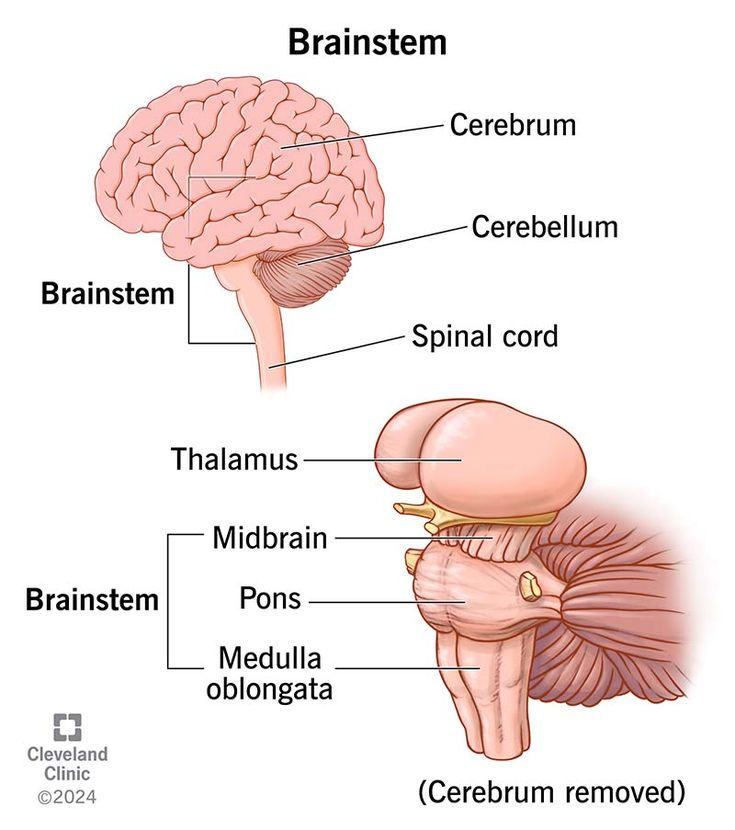 Brainstem
Cerebrum
Cerebellum
Brainstem
Spinal cord
Thalamus
Midbrain
Brainstem
Pons
Medulla
oblongata
Cleveland
Clinic
©2024
(Cerebrum removed)